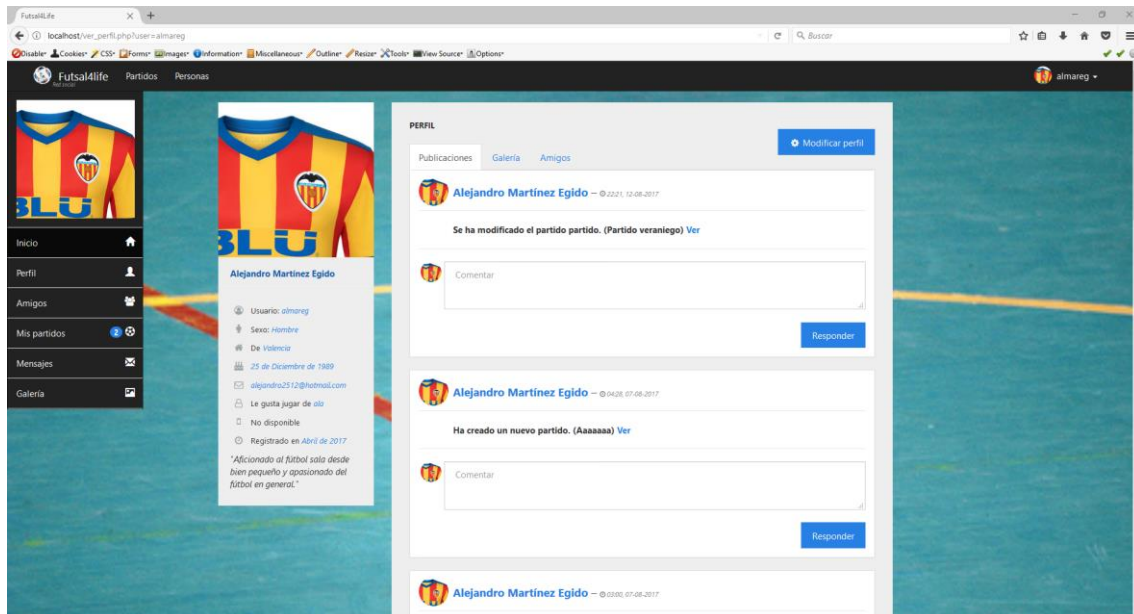 Futsal4Life
localhost/ver_perfil.php?user=almareg
Buscar
Disable Cookies CSS Forms Images Information Miscellaneous Outline Resize Tools View Source Options
Futsal4life
Red social
Partidos
Personas
almareg
BLU
Inicio
Perfil
Amigos
Mis partidos 2
Mensajes
Galería
BLU
Alejandro Martínez Egido
Usuario: almareg
Sexo: Hombre
De Valencia
25 de Diciembre de 1989
alejandro2512@hotmail.com
Le gusta jugar de ala
No disponible
Registrado en Abril de 2017
"Aficionado al fútbol sala desde
bien pequeño y apasionado del
fútbol en general."
PERFIL
Modificar perfil
Publicaciones Galería Amigos
Alejandro Martínez Egido – 22:21, 12-08-2017
Se ha modificado el partido partido. (Partido veraniego) Ver
Comentar
Responder
Alejandro Martínez Egido – 04:28, 07-08-2017
Ha creado un nuevo partido. (Aaaaaaa) Ver
Comentar
Responder
Alejandro Martínez Egido – 03:00, 07-08-2017